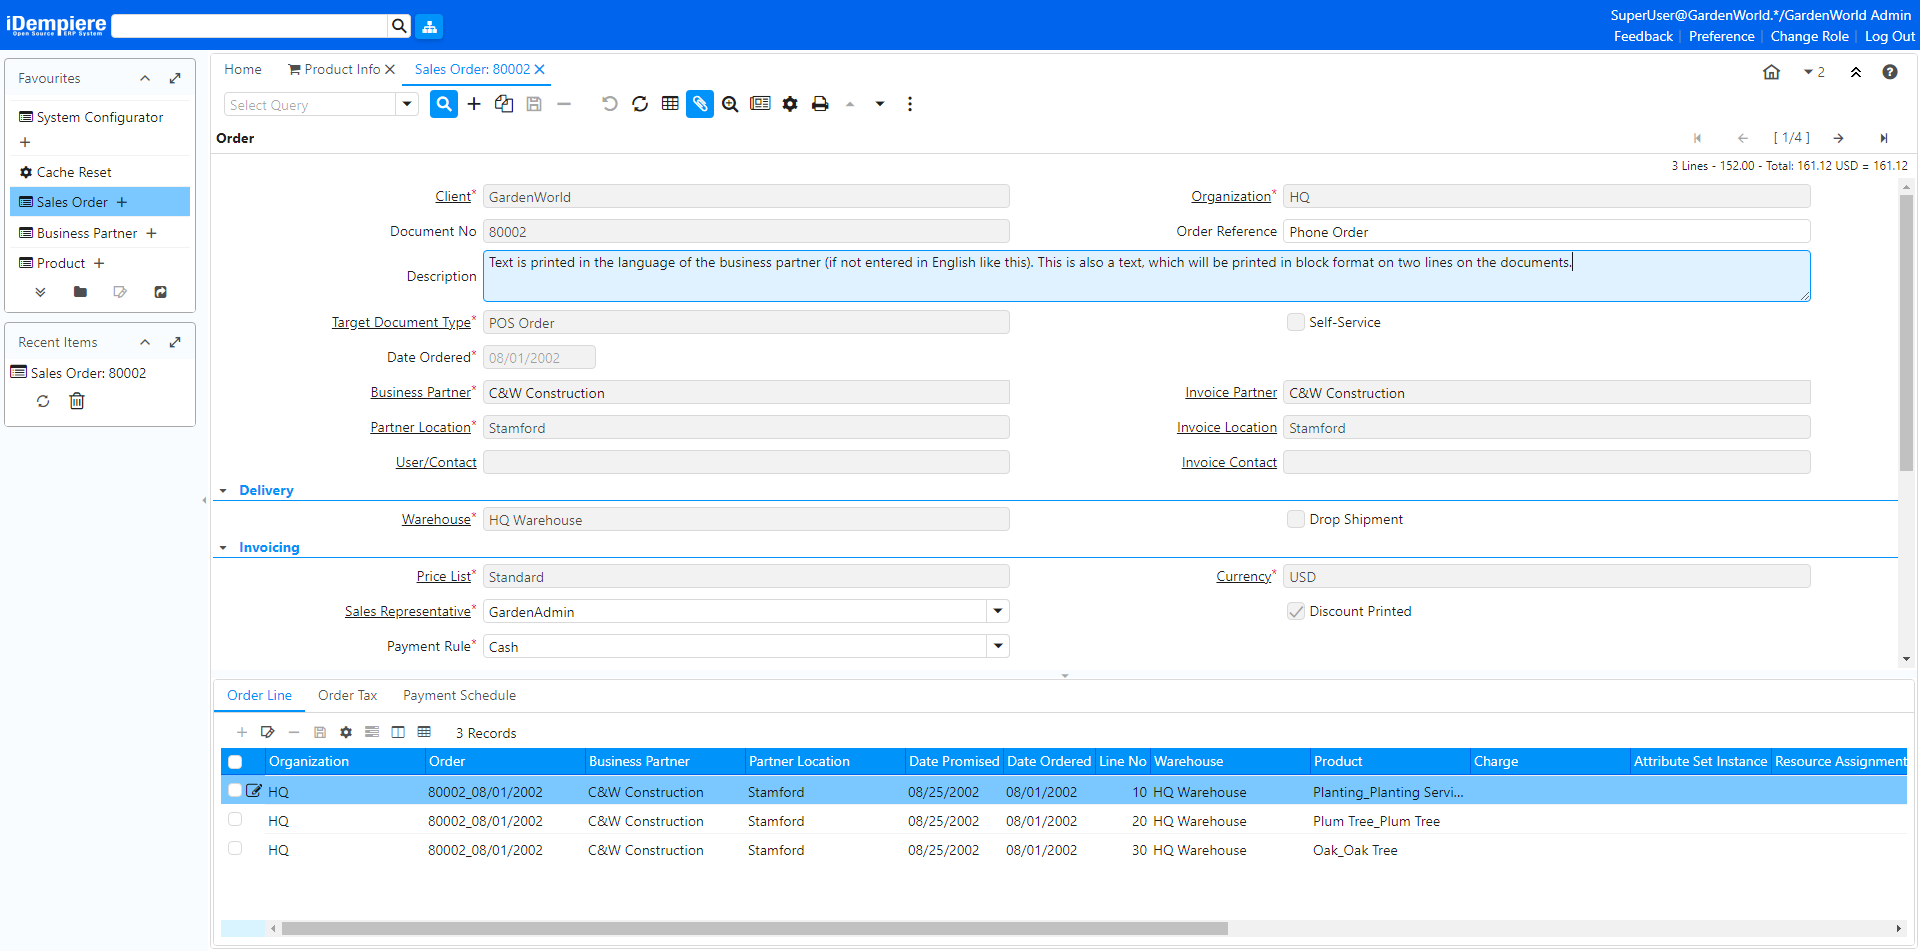 iDempiere
Open Source ERP System
SuperUser@GardenWorld.*/GardenWorld Admin
Feedback Preference Change Role Log Out
Favourites
System Configurator
Cache Reset
Sales Order
Business Partner
Product
Recent Items
Sales Order: 80002
Home Product Info Sales Order: 80002
2
Select Query
Order
[ 1/4 ]
3 Lines - 152.00 - Total: 161.12 USD = 161.12
Client* GardenWorld Organization* HQ
Document No 80002 Order Reference Phone Order
Description Text is printed in the language of the business partner (if not entered in English like this). This is also a text, which will be printed in block format on two lines on the documents.
Target Document Type* POS Order Self-Service
Date Ordered* 08/01/2002
Business Partner* C&W Construction Invoice Partner C&W Construction
Partner Location* Stamford Invoice Location Stamford
User/Contact Invoice Contact
Delivery
Warehouse* HQ Warehouse Drop Shipment
Invoicing
Price List* Standard Currency* USD
Sales Representative* GardenAdmin Discount Printed
Payment Rule* Cash
Order Line Order Tax Payment Schedule
3 Records
Organization Order Business Partner Partner Location Date Promised Date Ordered Line No Warehouse Product Charge Attribute Set Instance Resource Assignment
HQ 80002_08/01/2002 C&W Construction Stamford 08/25/2002 08/01/2002 10 HQ Warehouse Planting_Planting Servi...
HQ 80002_08/01/2002 C&W Construction Stamford 08/25/2002 08/01/2002 20 HQ Warehouse Plum Tree_Plum Tree
HQ 80002_08/01/2002 C&W Construction Stamford 08/25/2002 08/01/2002 30 HQ Warehouse Oak_Oak Tree